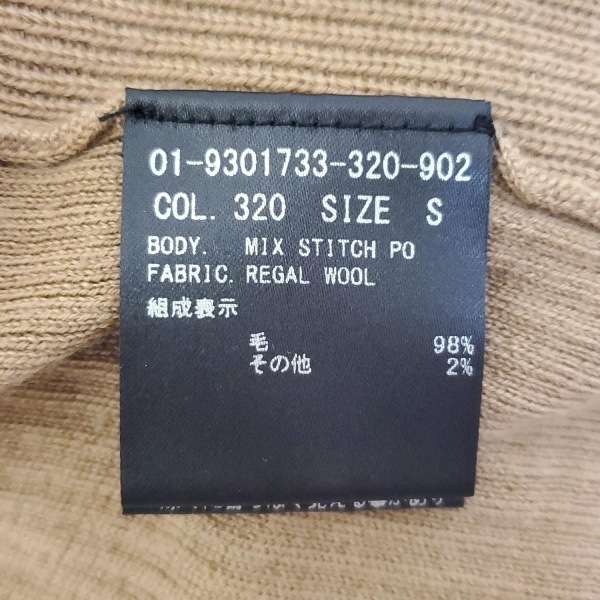 01-9301733-320-902
COL. 320 SIZE S
BODY. MIX STITCH PO
FABRIC. REGAL WOOL
組成表示
毛 98%
その他 2%